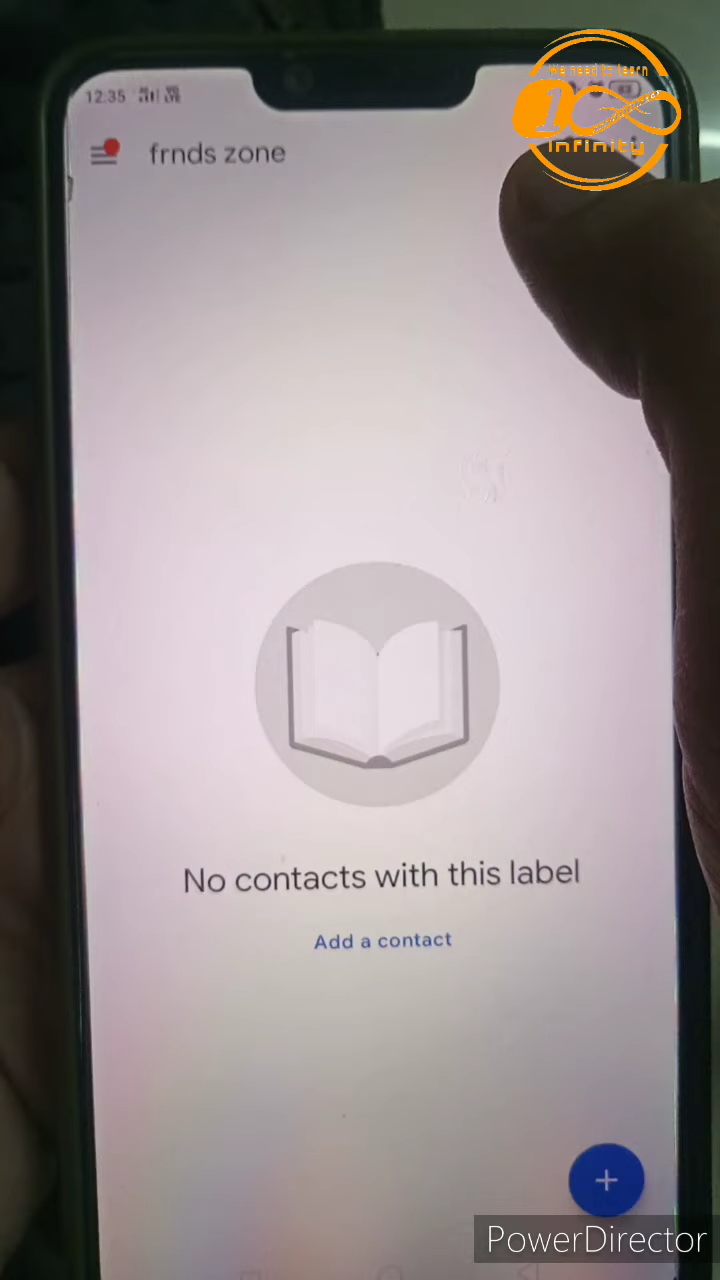 We need to learn
12.35
frnds zone
infinity
No contacts with this label
Add a contact
PowerDirector